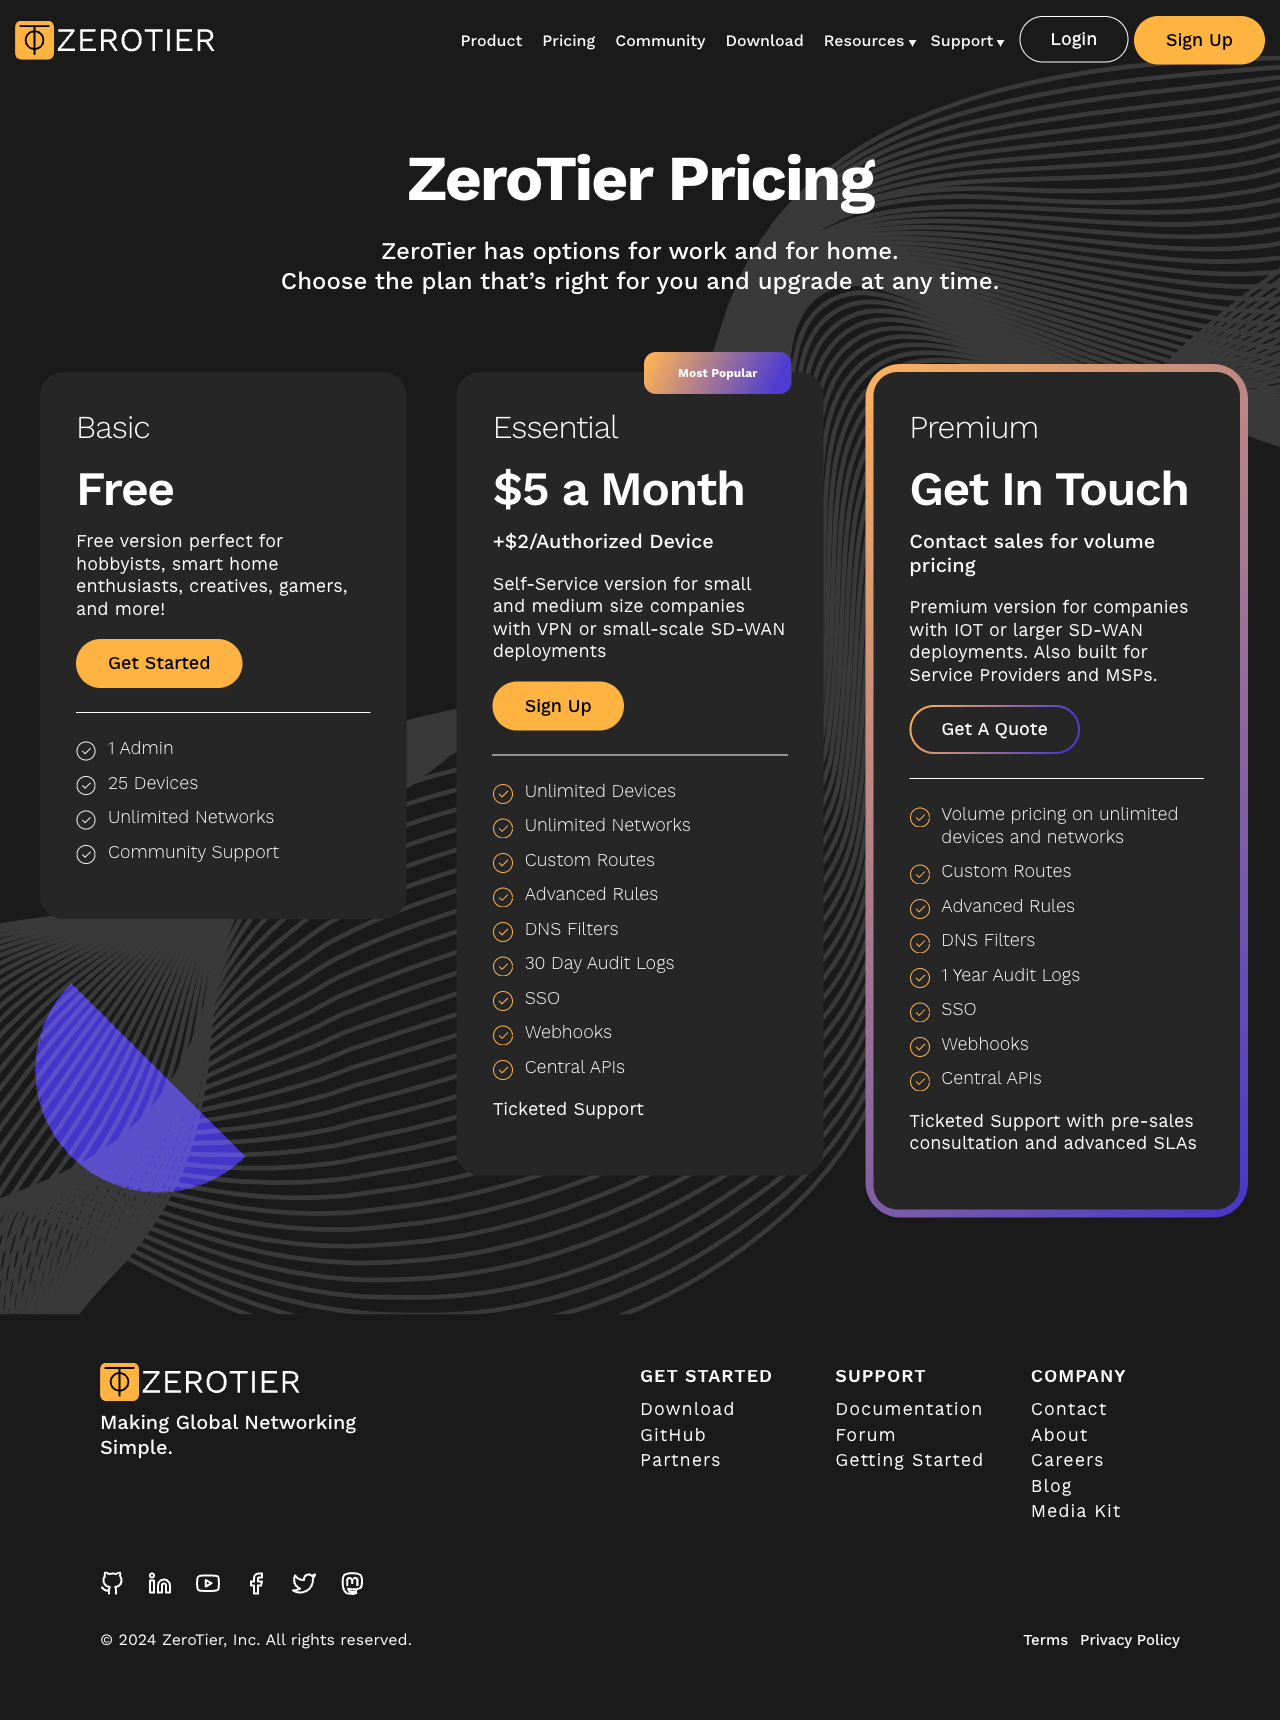 ZEROTIER
Product Pricing Community Download Resources ▾ Support ▾ Login Sign Up
ZeroTier Pricing
ZeroTier has options for work and for home.
Choose the plan that’s right for you and upgrade at any time.
Basic
Free
Free version perfect for
hobbyists, smart home
enthusiasts, creatives, gamers,
and more!
Get Started
1 Admin
25 Devices
Unlimited Networks
Community Support
Most Popular
Essential
$5 a Month
+$2/Authorized Device
Self-Service version for small
and medium size companies
with VPN or small-scale SD-WAN
deployments
Sign Up
Unlimited Devices
Unlimited Networks
Custom Routes
Advanced Rules
DNS Filters
30 Day Audit Logs
SSO
Webhooks
Central APIs
Ticketed Support
Premium
Get In Touch
Contact sales for volume
pricing
Premium version for companies
with IOT or larger SD-WAN
deployments. Also built for
Service Providers and MSPs.
Get A Quote
Volume pricing on unlimited
devices and networks
Custom Routes
Advanced Rules
DNS Filters
1 Year Audit Logs
SSO
Webhooks
Central APIs
Ticketed Support with pre-sales
consultation and advanced SLAs
ZEROTIER
Making Global Networking
Simple.
GET STARTED
Download
GitHub
Partners
SUPPORT
Documentation
Forum
Getting Started
COMPANY
Contact
About
Careers
Blog
Media Kit
© 2024 ZeroTier, Inc. All rights reserved.
Terms Privacy Policy